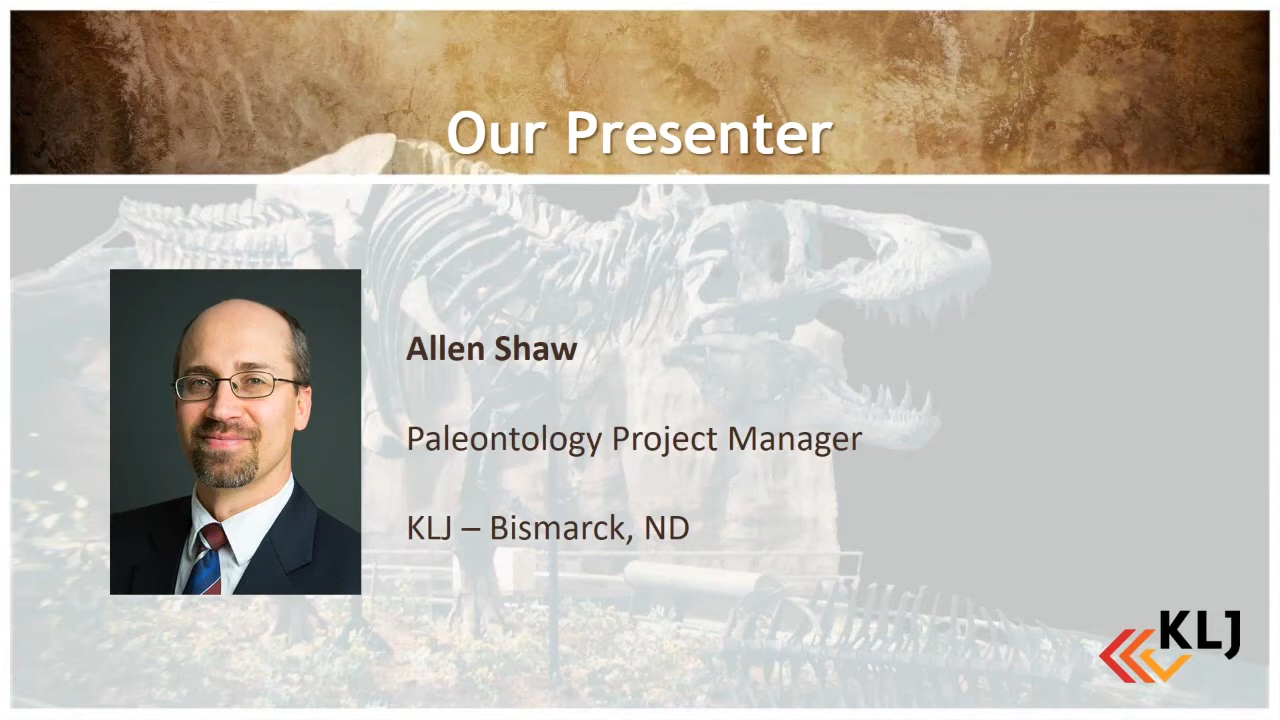 Our Presenter
Allen Shaw
Paleontology Project Manager
KLJ – Bismarck, ND
KLJ